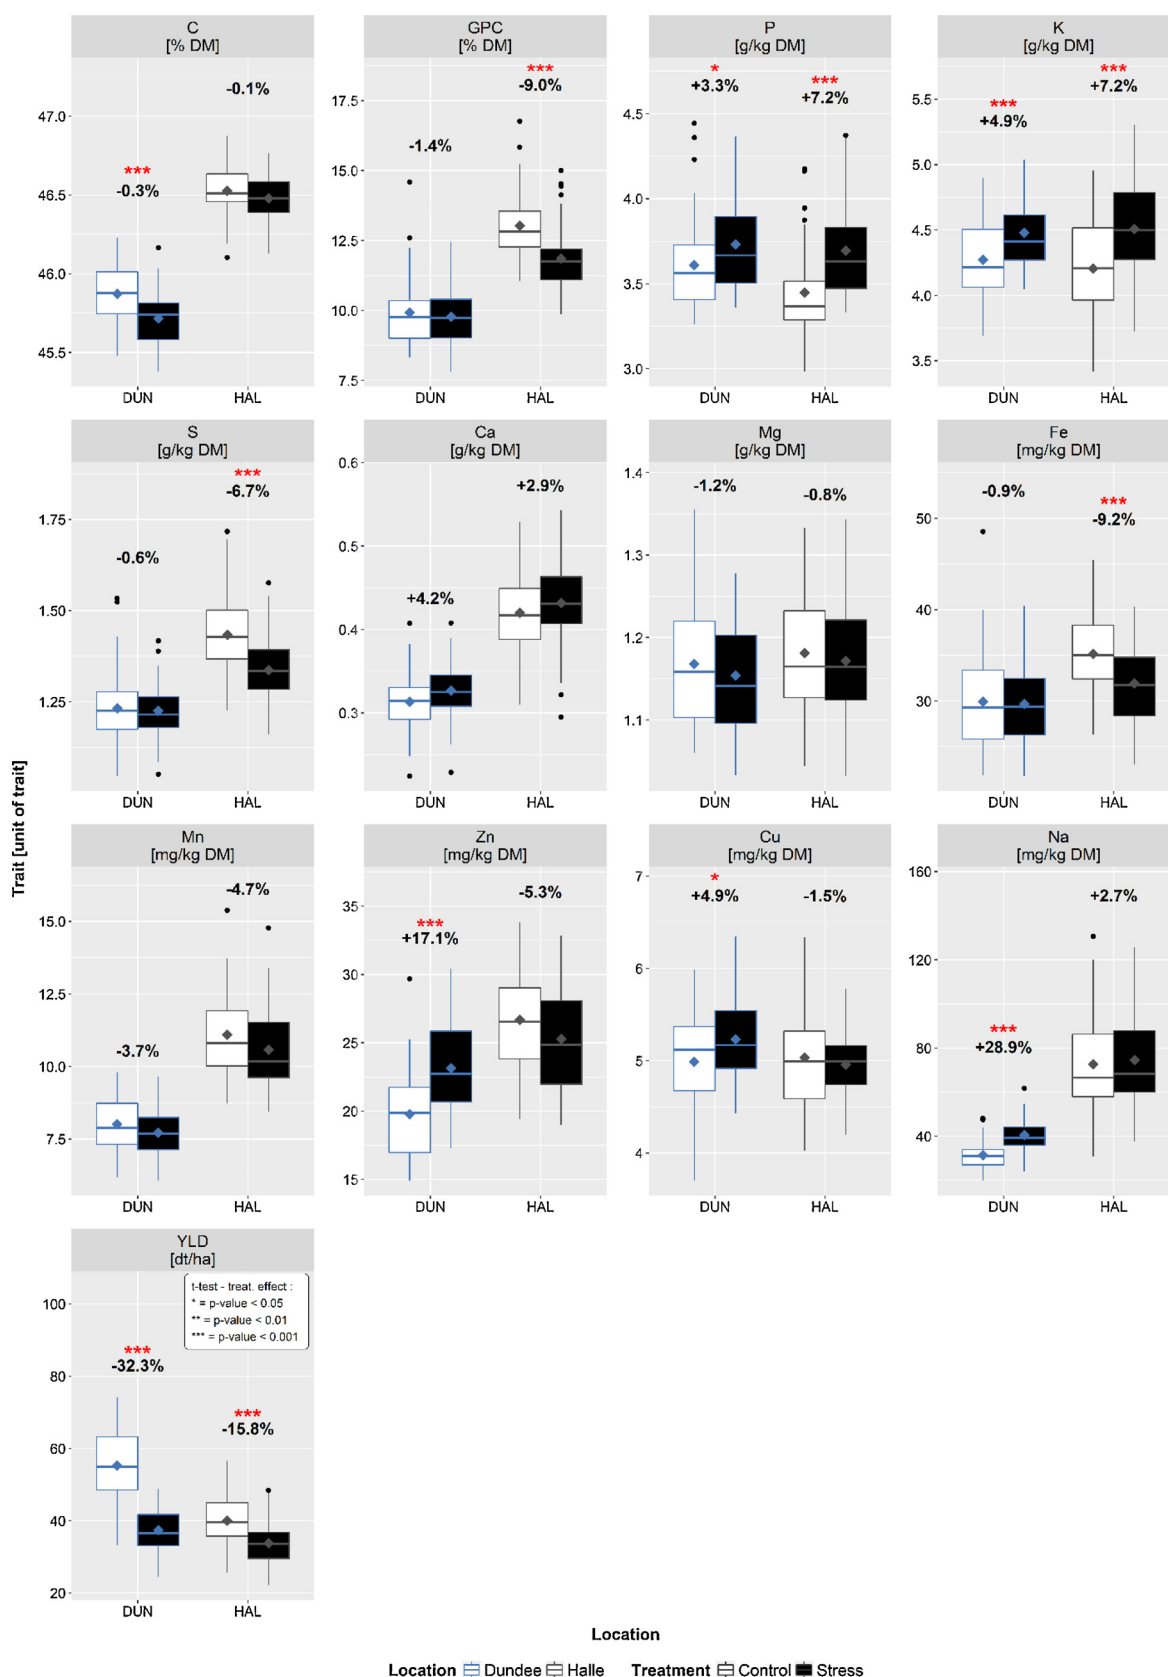 C
[% DM]
GPC
[% DM]
P
[g/kg DM]
K
[g/kg DM]
47.0
46.5
46.0
45.5
***
-0.3%
-0.1%
DUN
HAL
17.5
15.0
12.5
10.0
7.5
-1.4%
***
-9.0%
DUN
HAL
4.5
4.0
3.5
3.0
*
+3.3%
***
+7.2%
DUN
HAL
5.5
5.0
4.5
4.0
3.5
***
+4.9%
***
+7.2%
DUN
HAL
S
[g/kg DM]
Ca
[g/kg DM]
Mg
[g/kg DM]
Fe
[mg/kg DM]
1.75
1.50
1.25
-0.6%
***
-6.7%
DUN
HAL
0.6
0.5
0.4
0.3
+4.2%
+2.9%
DUN
HAL
1.4
1.3
1.2
1.1
-1.2%
-0.8%
DUN
HAL
50
40
30
-0.9%
***
-9.2%
DUN
HAL
Trait [unit of trait]
Mn
[mg/kg DM]
Zn
[mg/kg DM]
Cu
[mg/kg DM]
Na
[mg/kg DM]
15.0
12.5
10.0
7.5
-3.7%
-4.7%
DUN
HAL
35
30
25
20
15
***
+17.1%
-5.3%
DUN
HAL
7
6
5
4
*
+4.9%
-1.5%
DUN
HAL
160
120
80
40
***
+28.9%
+2.7%
DUN
HAL
YLD
[dt/ha]
t-test - treat. effect :
* = p-value < 0.05
** = p-value < 0.01
*** = p-value < 0.001
100
80
60
40
20
***
-32.3%
***
-15.8%
DUN
HAL
Location
Location Dundee Halle Treatment Control Stress